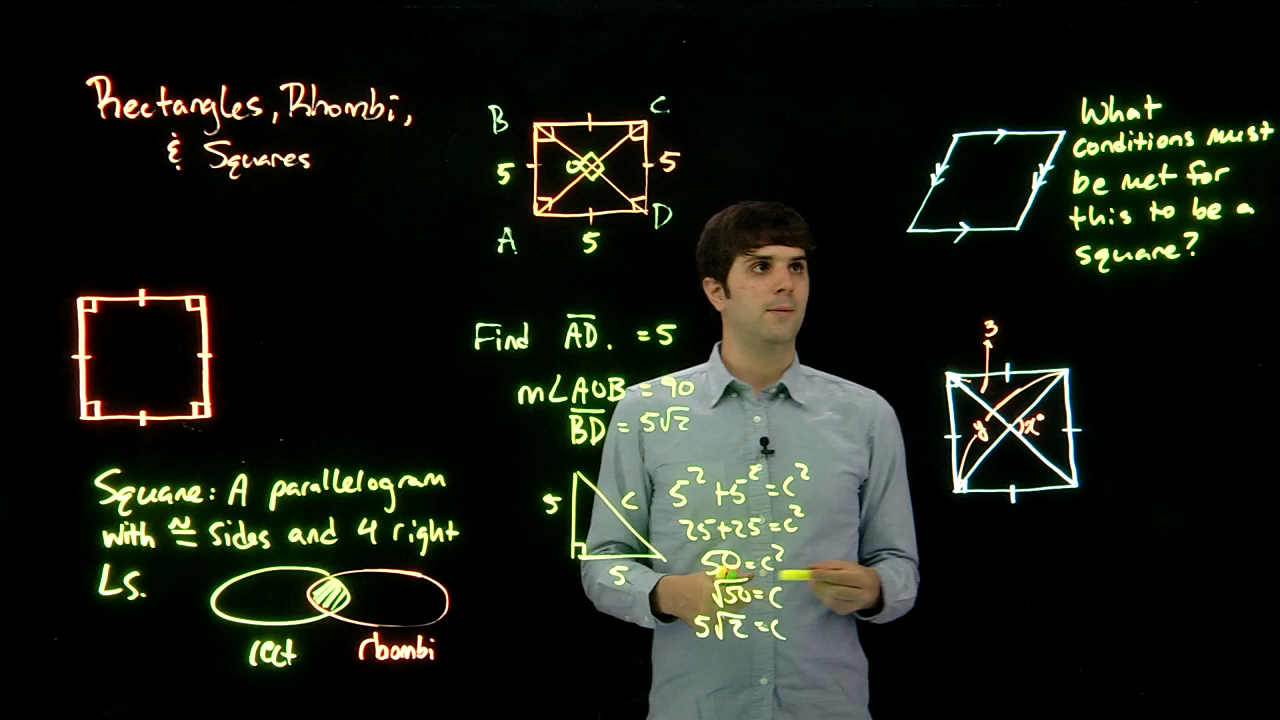 Rectangles, Rhombi,
& Squares
B C
5 O 5
A 5 D
What
conditions must
be met for
this to be a
square?
Find A̅D̅. = 5
m∠AOB = 90
B̅D̅ = 5√2
5 C
5
5² + 5² = c²
25 + 25 = c²
50 = c²
√50 = c
5√2 = c
3
y x°
Square: A parallelogram
with ≅ sides and 4 right
∠s.
rect rhombi